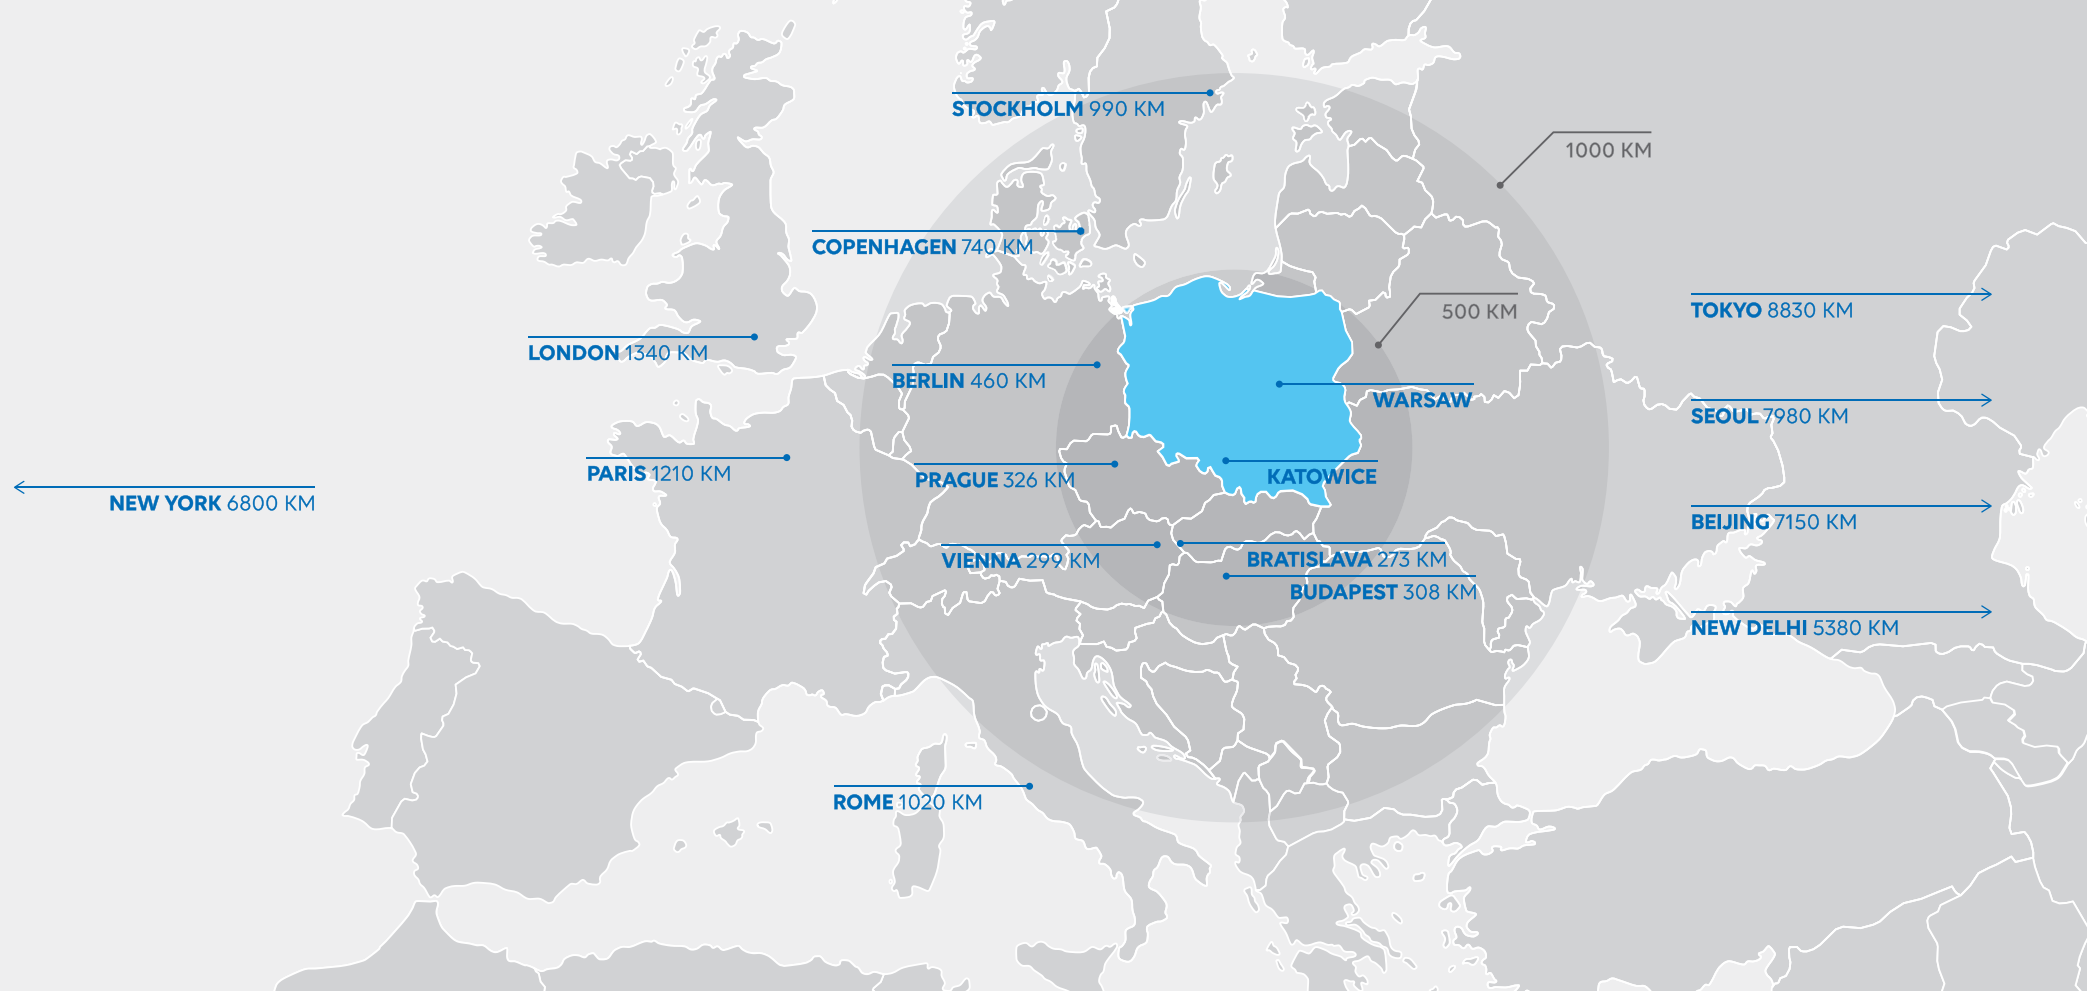 STOCKHOLM 990 KM
1000 KM
COPENHAGEN 740 KM
500 KM
TOKYO 8830 KM
LONDON 1340 KM
BERLIN 460 KM
WARSAW
SEOUL 7980 KM
PARIS 1210 KM
PRAGUE 326 KM
KATOWICE
NEW YORK 6800 KM
BEIJING 7150 KM
VIENNA 299 KM
BRATISLAVA 273 KM
BUDAPEST 308 KM
NEW DELHI 5380 KM
ROME 1020 KM